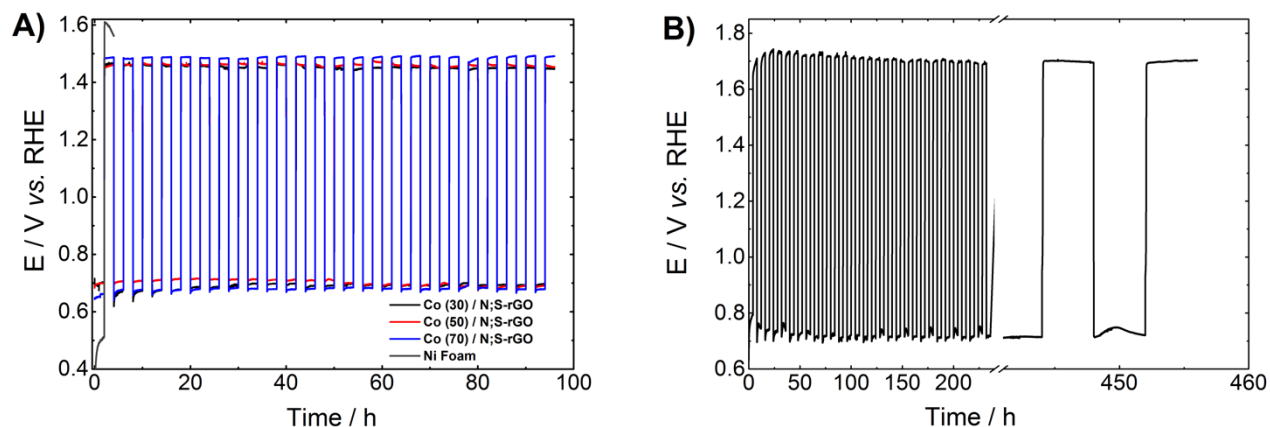 A)
1.6
1.4
1.2
1.0
0.8
0.6
0.4
E / V vs. RHE
0 20 40 60 80 100
Time / h
Co (30) / N;S-rGO
Co (50) / N;S-rGO
Co (70) / N;S-rGO
Ni Foam
B)
1.8
1.6
1.4
1.2
1.0
0.8
0.6
E / V vs. RHE
0 50 100 150 200 450 460
Time / h